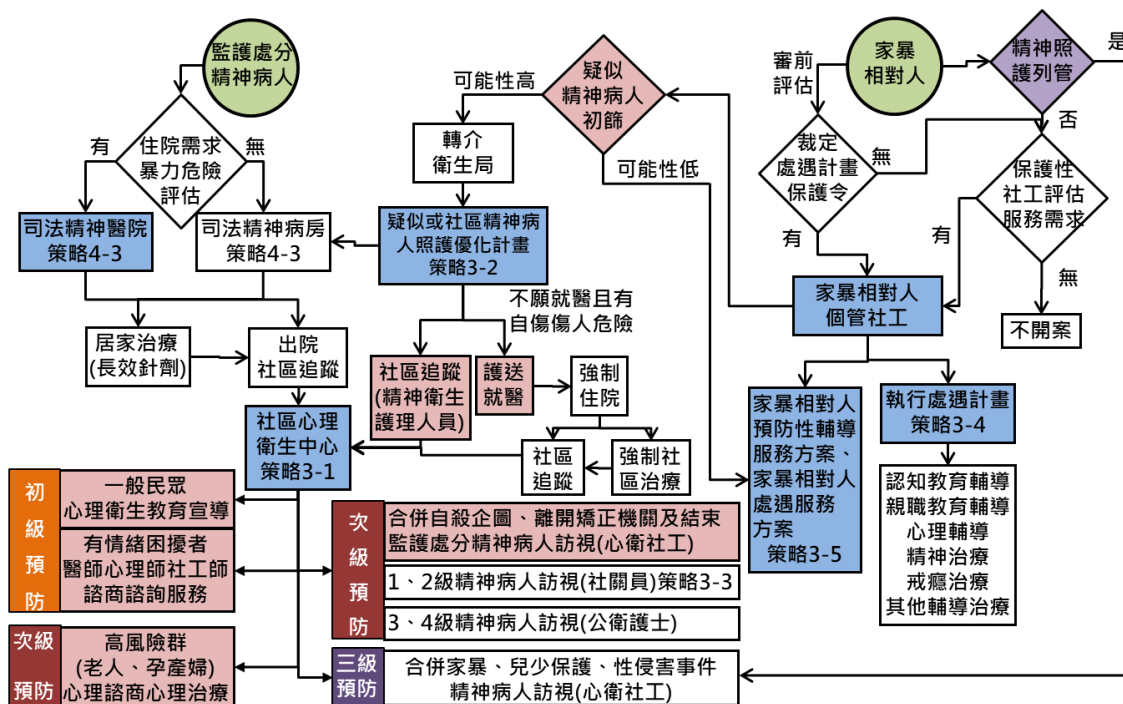 監護處分
精神病人
有
住院需求
暴力危險
評估
無
司法精神醫院
策略4-3
司法精神病房
策略4-3
居家治療
(長效針劑)
出院
社區追蹤
社區心理
衛生中心
策略3-1
可能性高
疑似
精神病人
初篩
轉介
衛生局
可能性低
疑似或社區精神病
人照護優化計畫
策略3-2
不願就醫且有
自傷傷人危險
社區追蹤
(精神衛生
護理人員)
護送
就醫
強制
住院
社區
追蹤
強制社
區治療
審前
評估
家暴
相對人
精神照
護列管
是
否
裁定
處遇計畫
保護令
無
有
保護性
社工評估
服務需求
有
無
不開案
家暴相對人
個管社工
家暴相對人
預防性輔導
服務方案、
家暴相對人
處遇服務
方案
策略3-5
執行處遇計畫
策略3-4
認知教育輔導
親職教育輔導
心理輔導
精神治療
戒癮治療
其他輔導治療
初級預防
一般民眾
心理衛生教育宣導
有情緒困擾者
醫師心理師社工師
諮商諮詢服務
次級
預防
高風險群
(老人、孕產婦)
心理諮商心理治療
次級預防
合併自殺企圖、離開矯正機關及結束
監護處分精神病人訪視(心衛社工)
1、2級精神病人訪視(社關員)策略3-3
3、4級精神病人訪視(公衛護士)
三級
預防
合併家暴、兒少保護、性侵害事件
精神病人訪視(心衛社工)